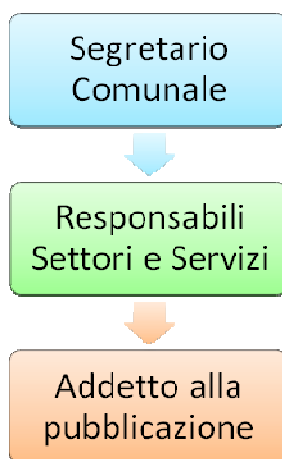 Segretario
Comunale
Responsabili
Settori e Servizi
Addetto alla
pubblicazione